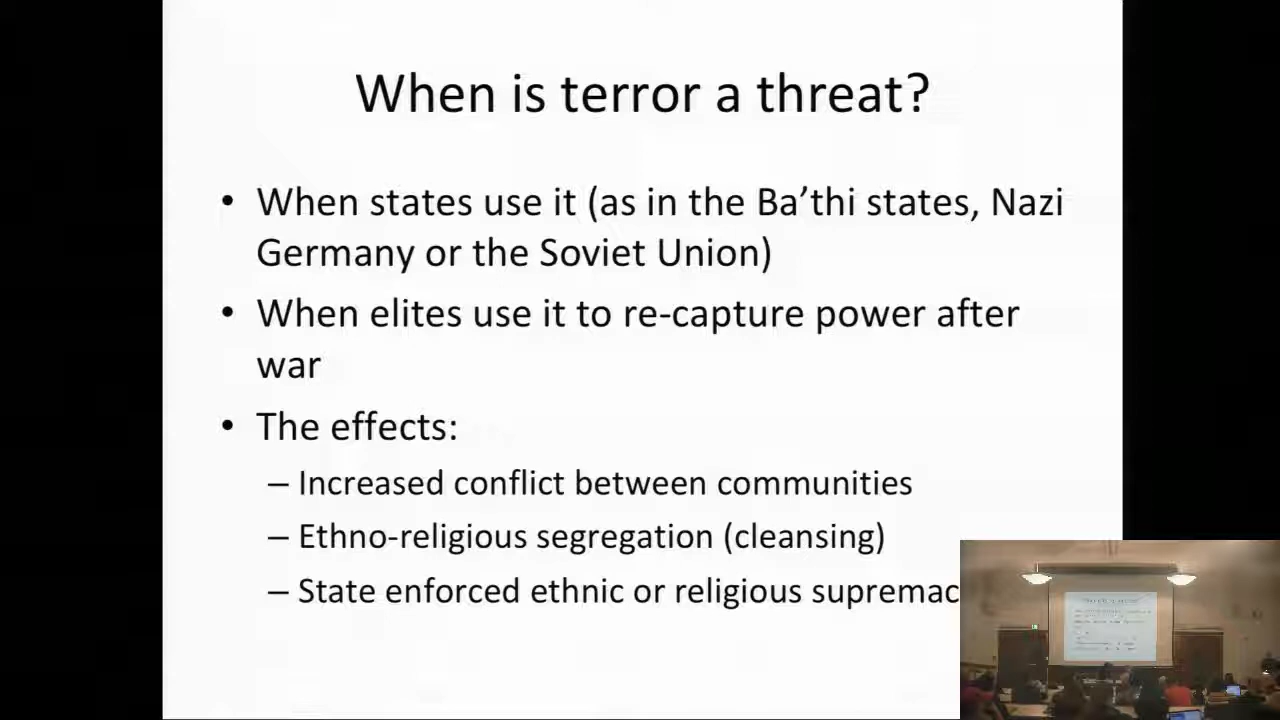 When is terror a threat?
• When states use it (as in the Ba’thi states, Nazi
Germany or the Soviet Union)
• When elites use it to re-capture power after
war
• The effects:
– Increased conflict between communities
– Ethno-religious segregation (cleansing)
– State enforced ethnic or religious supremac